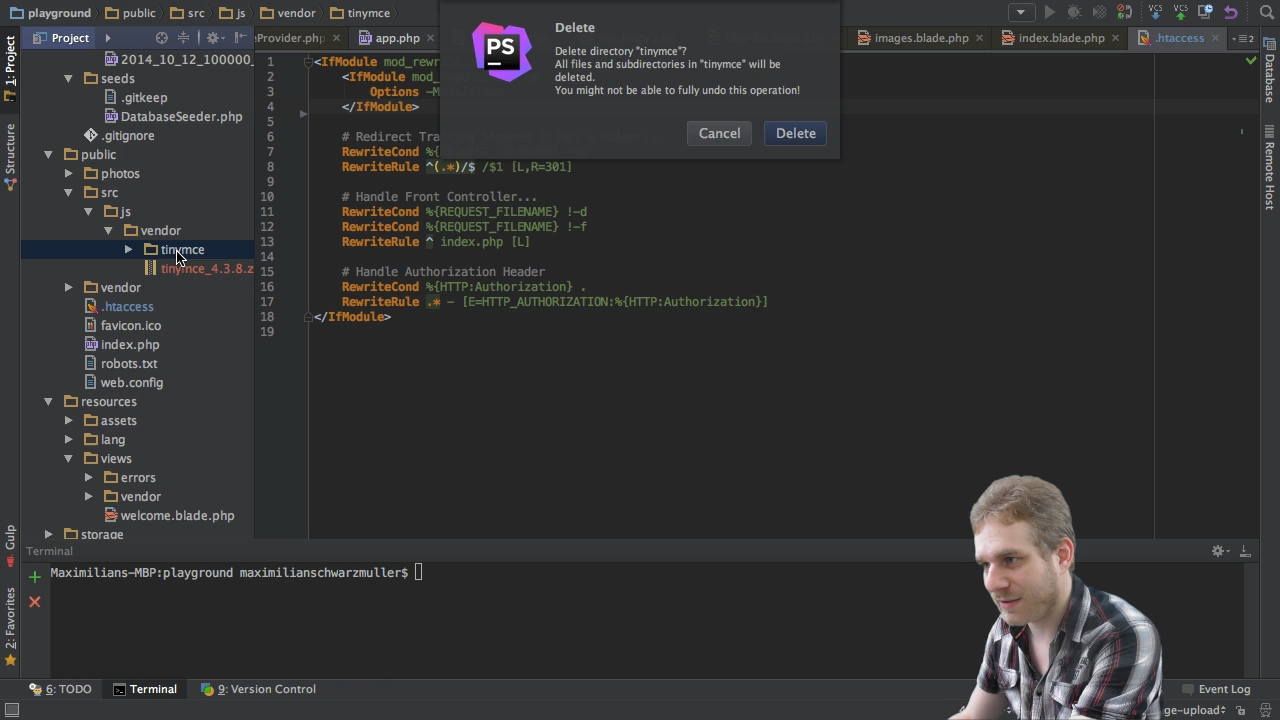 playground public src js vendor tinymce
Project
eProvider.php app.php images.blade.php index.blade.php .htaccess
2014_10_12_100000_
seeds
.gitkeep
DatabaseSeeder.php
.gitignore
public
photos
src
js
vendor
tinymce
tinymce_4.3.8.z
vendor
.htaccess
favicon.ico
index.php
robots.txt
web.config
resources
assets
lang
views
errors
vendor
welcome.blade.php
storage
1: Project
Structure
Gulp
2: Favorites
PS
Delete
Delete directory "tinymce"?
All files and subdirectories in "tinymce" will be
deleted.
You might not be able to fully undo this operation!
Cancel Delete
1 <IfModule mod_rewr
2 <IfModule mod_
3 Options -M
4 </IfModule>
5
6 # Redirect Tra
7 RewriteCond %{
8 RewriteRule ^(.*)/$ /$1 [L,R=301]
9
10 # Handle Front Controller...
11 RewriteCond %{REQUEST_FILENAME} !-d
12 RewriteCond %{REQUEST_FILENAME} !-f
13 RewriteRule ^ index.php [L]
14
15 # Handle Authorization Header
16 RewriteCond %{HTTP:Authorization} .
17 RewriteRule .* - [E=HTTP_AUTHORIZATION:%{HTTP:Authorization}]
18 </IfModule>
19
Database
Remote Host
Terminal
Maximilians-MBP:playground maximilianschwarzmuller$
6: TODO Terminal 9: Version Control Event Log
ge-upload